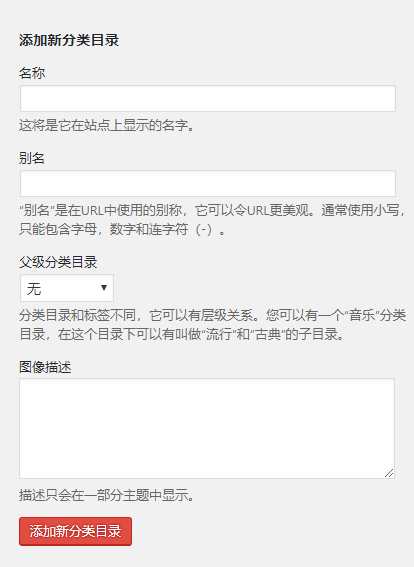 添加新分类目录
名称
这将是它在站点上显示的名字。
别名
“别名”是在URL中使用的别称，它可以令URL更美观。通常使用小写，
只能包含字母，数字和连字符（-）。
父级分类目录
无
分类目录和标签不同，它可以有层级关系。您可以有一个“音乐”分类
目录，在这个目录下可以有叫做“流行”和“古典”的子目录。
图像描述
描述只会在一部分主题中显示。
添加新分类目录